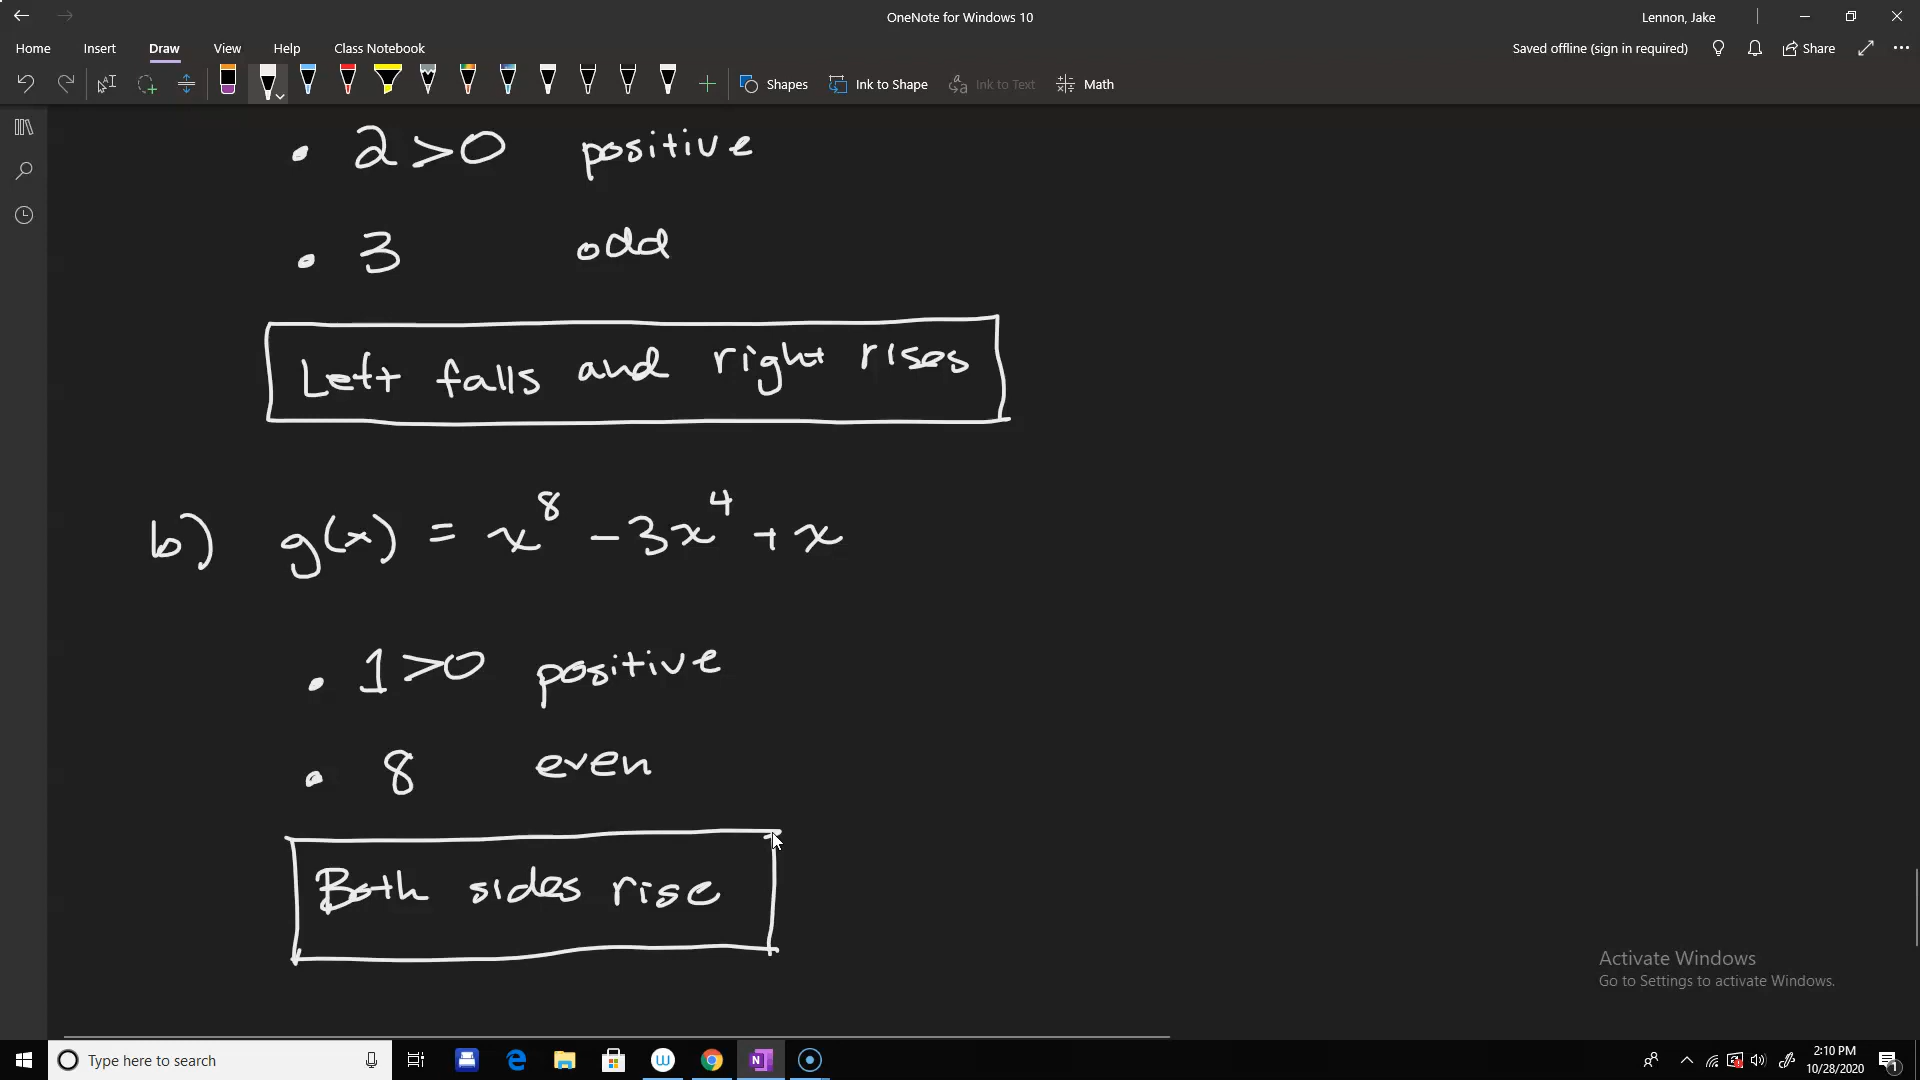 OneNote for Windows 10
Lennon, Jake
Home Insert Draw View Help Class Notebook
Saved offline (sign in required) Share
Shapes Ink to Shape Ink to Text Math
• 2>0 positive
• 3 odd
Left falls and right rises
b) g(x) = x⁸ - 3x⁴ + x
• 1>0 positive
• 8 even
Both sides rise
Activate Windows
Go to Settings to activate Windows.
Type here to search
2:10 PM
10/28/2020
1